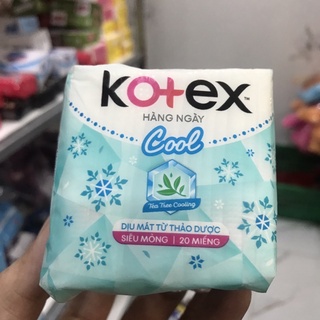 Kotex
HÀNG NGÀY
Cool
Tea Tree Cooling
DỊU MÁT TỪ THẢO DƯỢC
SIÊU MỎNG | 20 MIẾNG